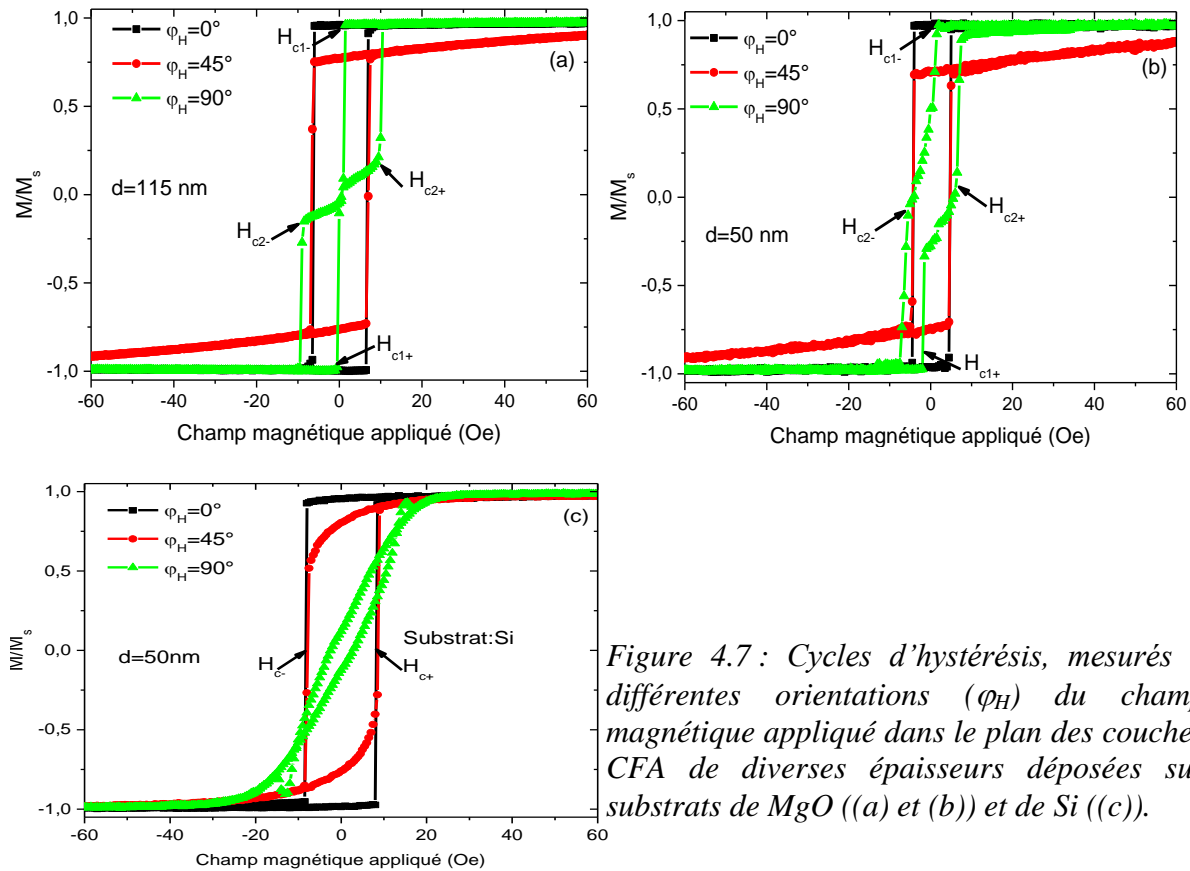 1,0
0,5
0,0
-0,5
-1,0
M/Ms
φH=0°
φH=45°
φH=90°
d=115 nm
Hc1-
(a)
Hc2+
Hc2-
Hc1+
-60 -40 -20 0 20 40 60
Champ magnétique appliqué (Oe)
1,0
0,5
0,0
-0,5
-1,0
M/Ms
φH=0°
φH=45°
φH=90°
d=50 nm
Hc1-
(b)
Hc2-
Hc2+
Hc1+
-60 -40 -20 0 20 40 60
Champ magnétique appliqué (Oe)
1,0
0,5
0,0
-0,5
-1,0
M/Ms
φH=0°
φH=45°
φH=90°
(c)
Substrat:Si
d=50nm
Hc-
Hc+
-60 -40 -20 0 20 40 60
Champ magnétique appliqué (Oe)
Figure 4.7 : Cycles d’hystérésis, mesurés
différentes orientations (φH) du champ
magnétique appliqué dans le plan des couche
CFA de diverses épaisseurs déposées su
substrats de MgO ((a) et (b)) et de Si ((c)).